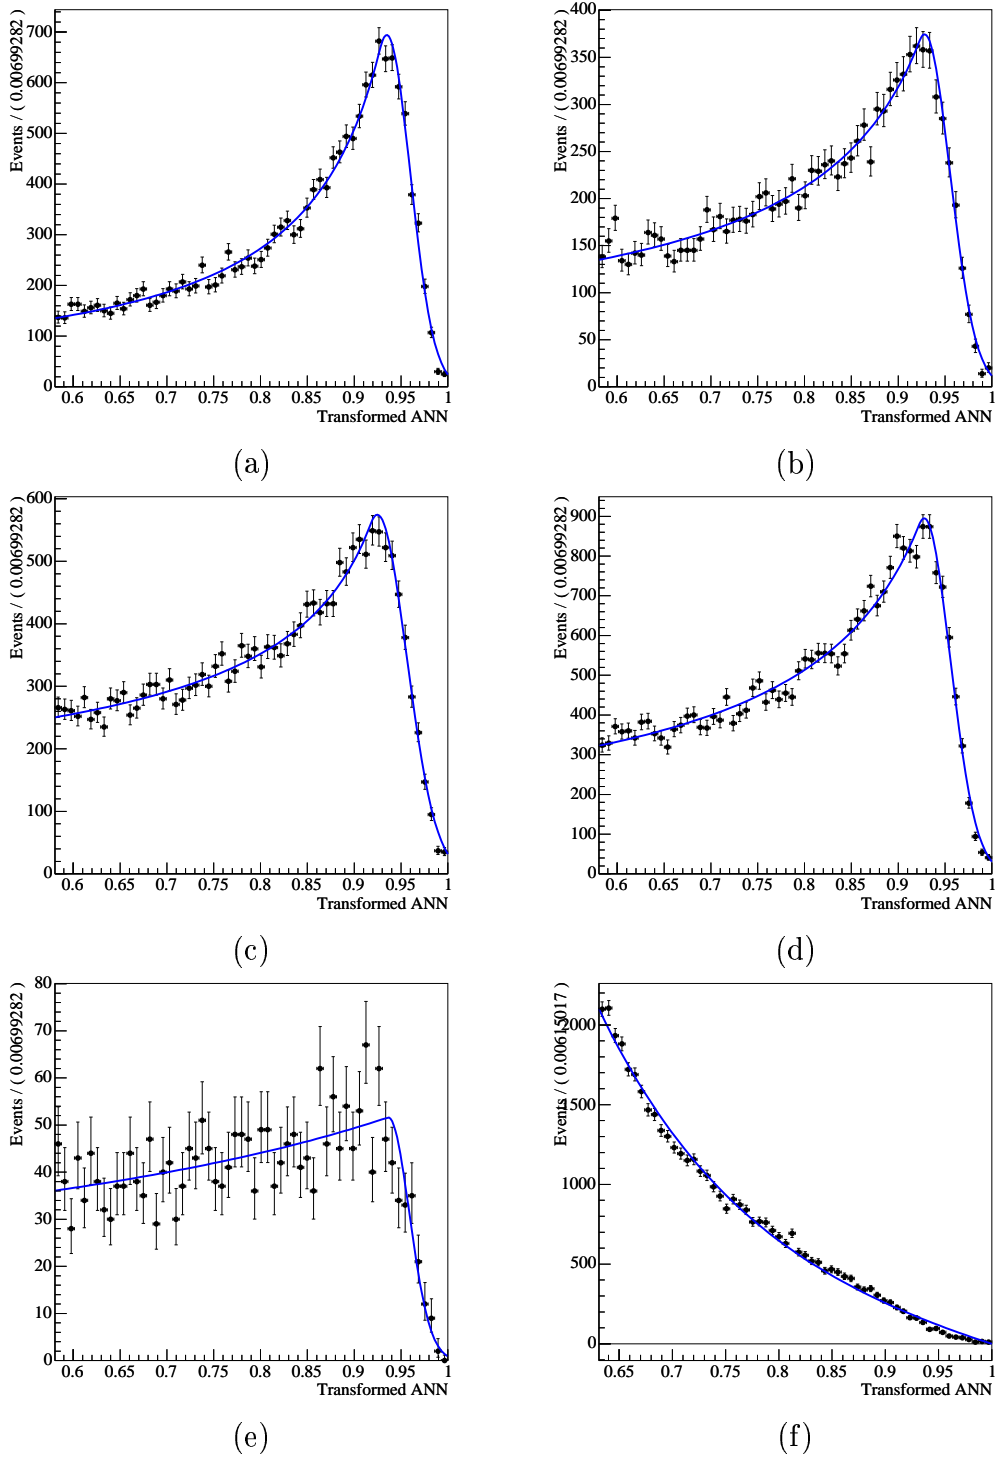 Events / ( 0.00699282 )
700
600
500
400
300
200
100
0
0.6 0.65 0.7 0.75 0.8 0.85 0.9 0.95 1
Transformed ANN
(a)
Events / ( 0.00699282 )
400
350
300
250
200
150
100
50
0
0.6 0.65 0.7 0.75 0.8 0.85 0.9 0.95 1
Transformed ANN
(b)
Events / ( 0.00699282 )
600
500
400
300
200
100
0
0.6 0.65 0.7 0.75 0.8 0.85 0.9 0.95 1
Transformed ANN
(c)
Events / ( 0.00699282 )
900
800
700
600
500
400
300
200
100
0
0.6 0.65 0.7 0.75 0.8 0.85 0.9 0.95 1
Transformed ANN
(d)
Events / ( 0.00699282 )
80
70
60
50
40
30
20
10
0
0.6 0.65 0.7 0.75 0.8 0.85 0.9 0.95 1
Transformed ANN
(e)
Events / ( 0.00615017 )
2000
1500
1000
500
0
0.65 0.7 0.75 0.8 0.85 0.9 0.95 1
Transformed ANN
(f)